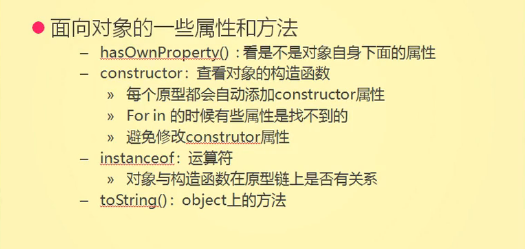 面向对象的一些属性和方法
– hasOwnProperty() : 看是不是对象自身下面的属性
– constructor：查看对象的构造函数
» 每个原型都会自动添加constructor属性
» For in 的时候有些属性是找不到的
» 避免修改construtor属性
– instanceof：运算符
» 对象与构造函数在原型链上是否有关系
– toString()：object上的方法